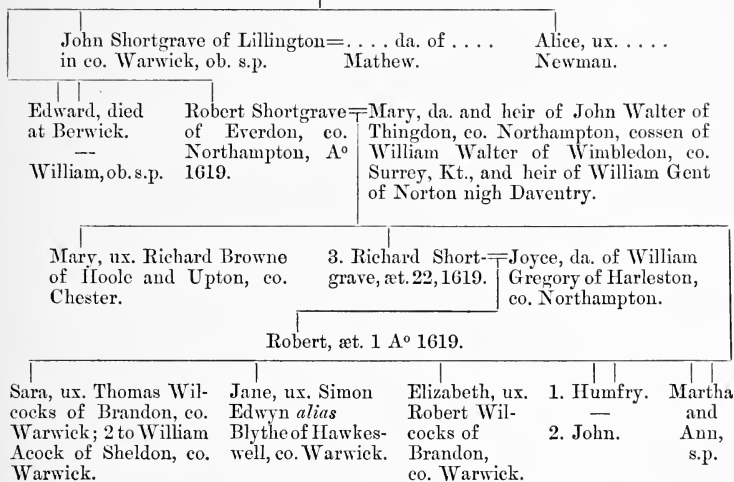 John Shortgrave of Lillington=. . . . da. of . . . .
in co. Warwick, ob. s.p.
Mathew.
Alice, ux. . . . .
Newman.
Edward, died
at Berwick.
—
William, ob. s.p.
Robert Shortgrave=
of Everdon, co.
Northampton, Aº
1619.
Mary, da. and heir of John Walter of
Thingdon, co. Northampton, cossen of
William Walter of Wimbledon, co.
Surrey, Kt., and heir of William Gent
of Norton nigh Daventry.
Mary, ux. Richard Browne
of Hoole and Upton, co.
Chester.
3. Richard Short-=
grave, æt. 22, 1619.
Joyce, da. of William
Gregory of Harleston,
co. Northampton.
Robert, æt. 1 Aº 1619.
Sara, ux. Thomas Wil-
cocks of Brandon, co.
Warwick; 2 to William
Acock of Sheldon, co.
Warwick.
Jane, ux. Simon
Edwyn alias
Blythe of Hawkes-
well, co. Warwick.
Elizabeth, ux.
Robert Wil-
cocks of
Brandon,
co. Warwick.
1. Humfry.
—
2. John.
Martha
and
Ann,
s.p.